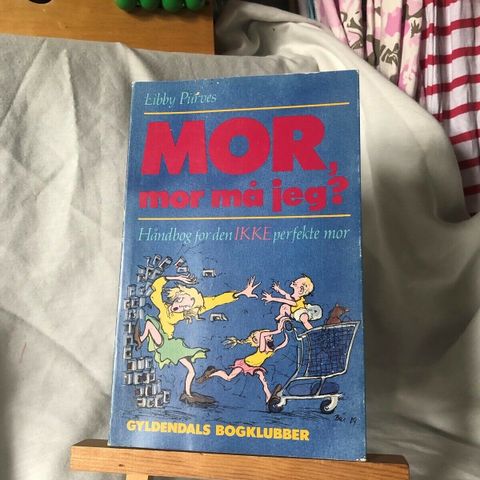 Libby Purves
MOR,
mor må jeg?
Håndbog for den IKKE perfekte mor
GYLDENDALS BOGKLUBBER